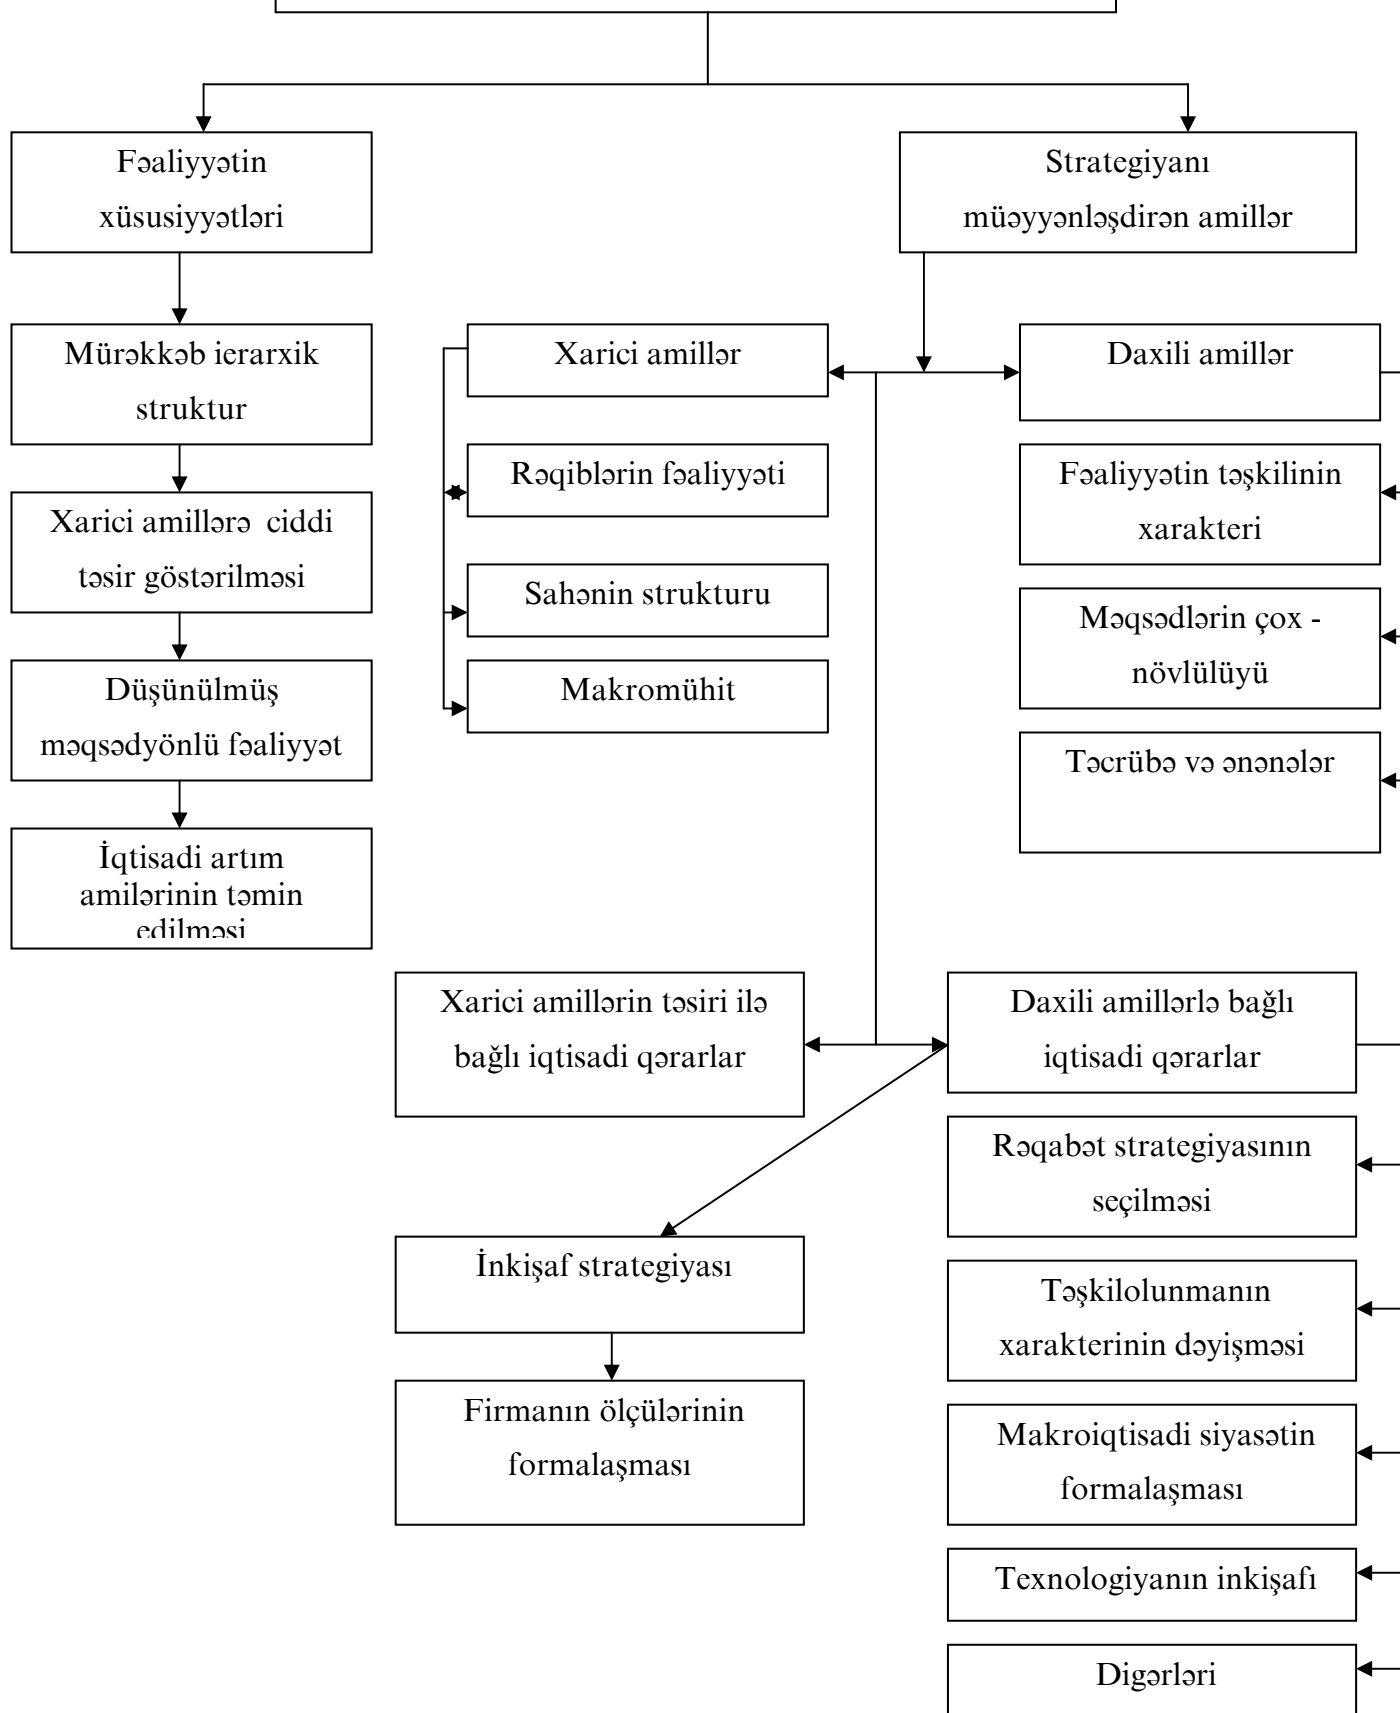 Fəaliyyətin
xüsusiyyətləri
Strategiyanı
müəyyənləşdirən amillər
Mürəkkəb ierarxik
struktur
Xarici amillərə ciddi
təsir göstərilməsi
Düşünülmüş
məqsədyönlü fəaliyyət
İqtisadi artım
amilərinin təmin
edilməsi
Xarici amillər
Rəqiblərin fəaliyyəti
Sahənin strukturu
Makromühit
Daxili amillər
Fəaliyyətin təşkilinin
xarakteri
Məqsədlərin çox -
növlülüyü
Təcrübə və ənənələr
Xarici amillərin təsiri ilə
bağlı iqtisadi qərarlar
İnkişaf strategiyası
Firmanın ölçülərinin
formalaşması
Daxili amillərlə bağlı
iqtisadi qərarlar
Rəqabət strategiyasının
seçilməsi
Təşkilolunmanın
xarakterinin dəyişməsi
Makroiqtisadi siyasətin
formalaşması
Texnologiyanın inkişafı
Digərləri